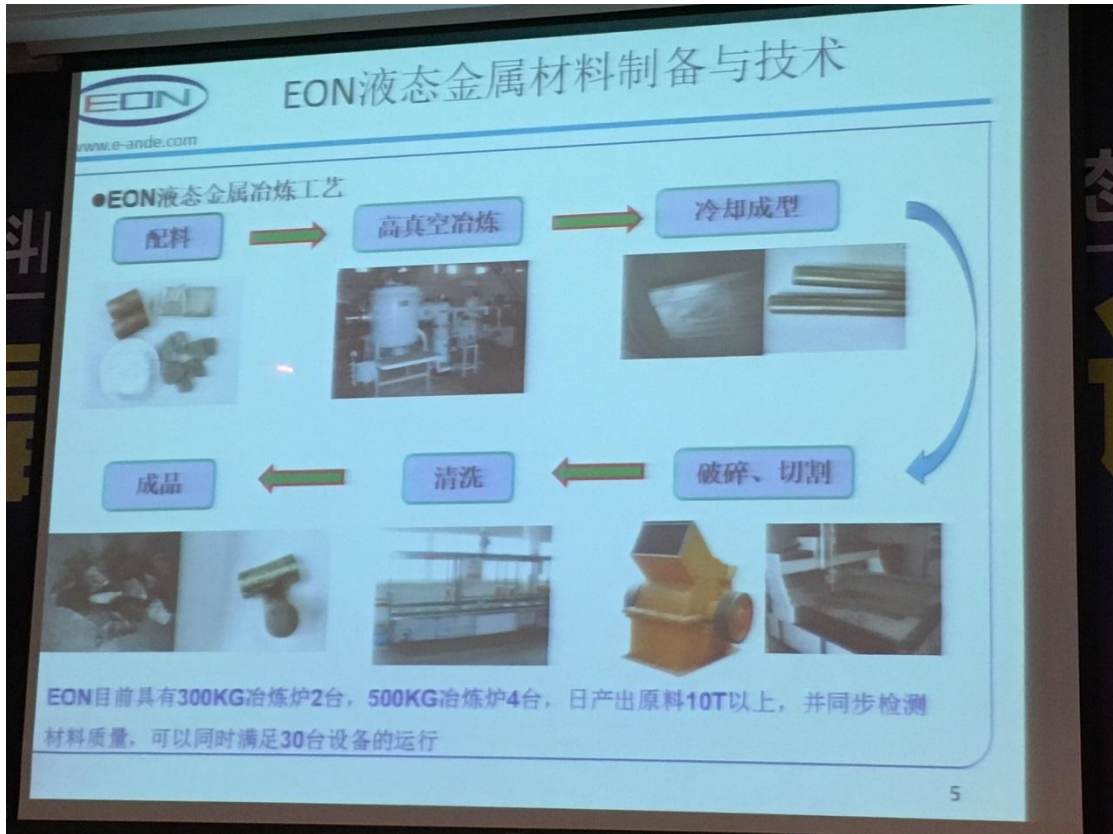 EON
www.e-ande.com
EON液态金属材料制备与技术
●EON液态金属冶炼工艺
配料
高真空冶炼
冷却成型
破碎、切割
清洗
成品
EON目前具有300KG冶炼炉2台，500KG冶炼炉4台，日产出原料10T以上，并同步检测
材料质量，可以同时满足30台设备的运行
5